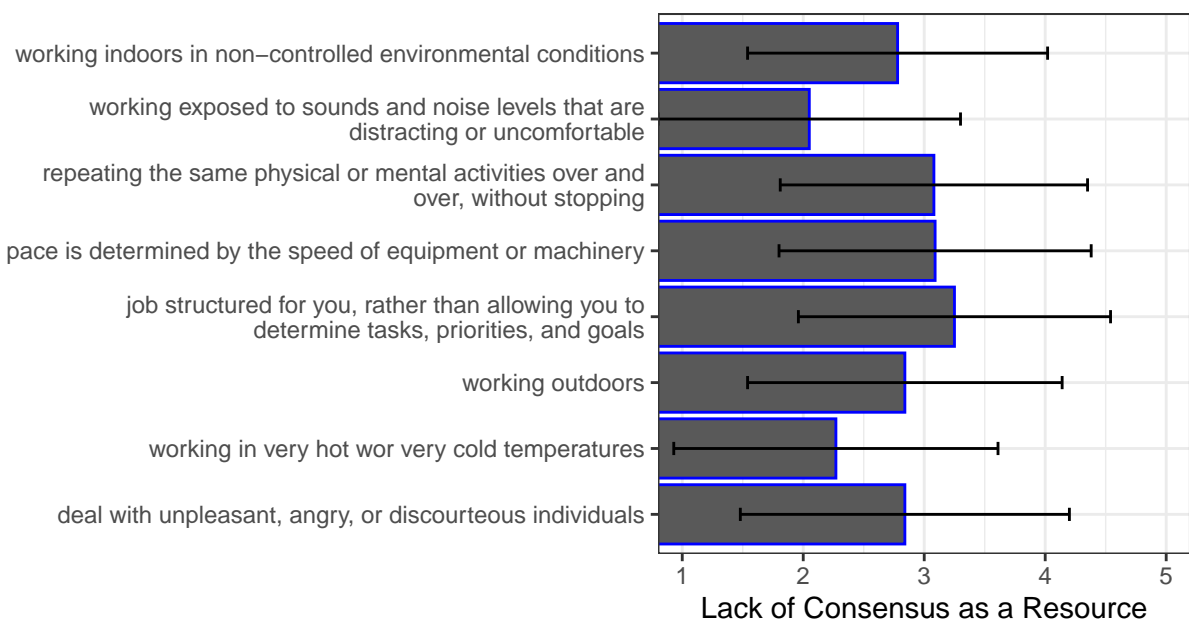 working indoors in non−controlled environmental conditions
working exposed to sounds and noise levels that are
distracting or uncomfortable
repeating the same physical or mental activities over and
over, without stopping
pace is determined by the speed of equipment or machinery
job structured for you, rather than allowing you to
determine tasks, priorities, and goals
working outdoors
working in very hot wor very cold temperatures
deal with unpleasant, angry, or discourteous individuals
1 2 3 4 5
Lack of Consensus as a Resource